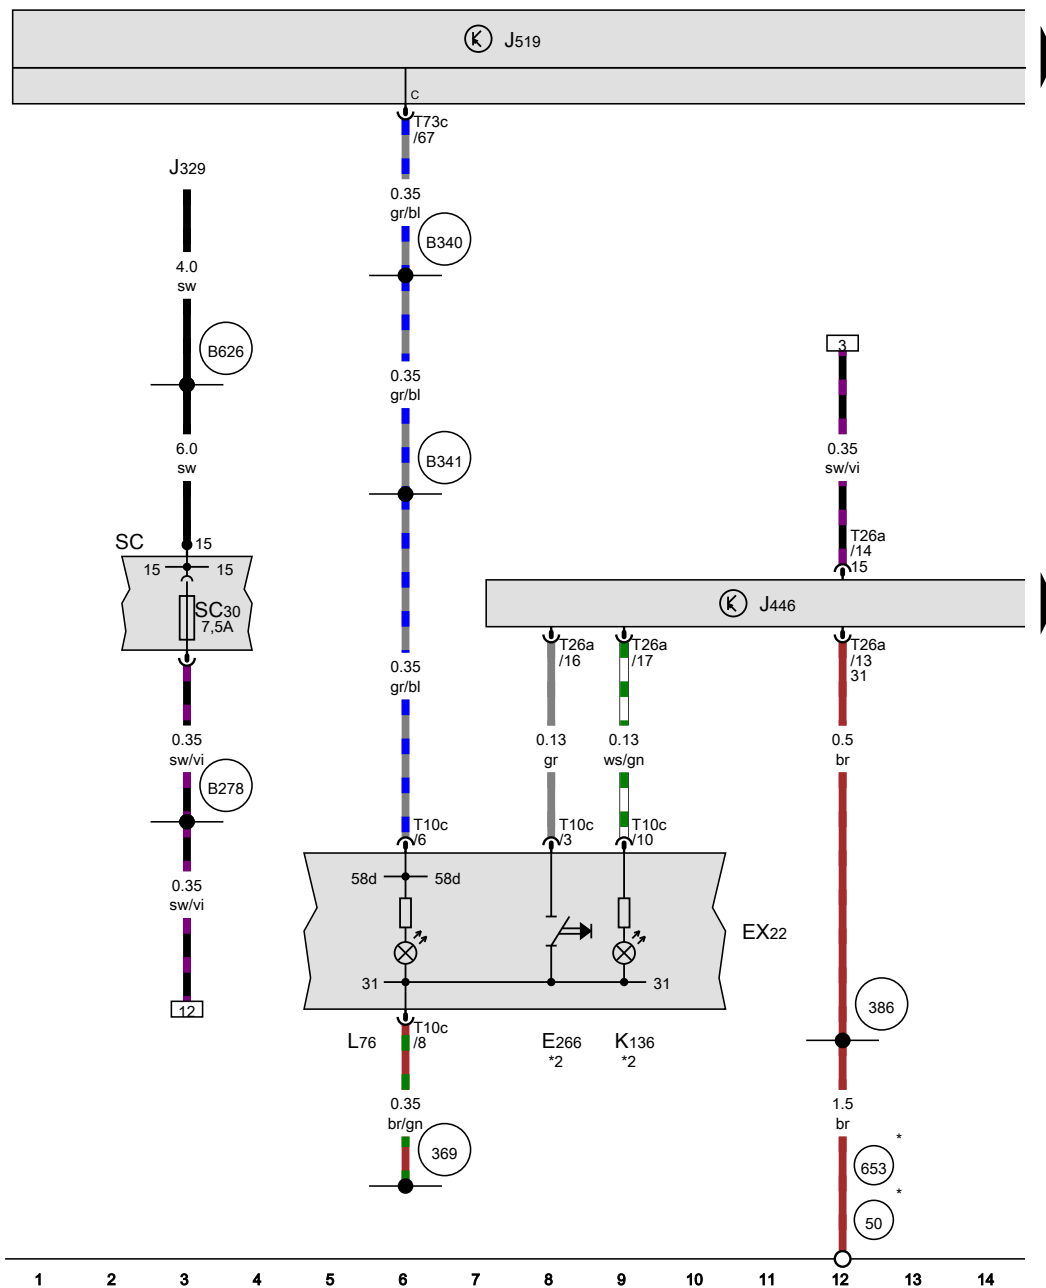 J519
c
T73c
/67
J329
0.35
gr/bl
B340
4.0
sw
B626
3
0.35
gr/bl
6.0
sw
B341
0.35
sw/vi
SC
15
T26a
/14
15
15
15
SC30
7,5A
J446
T26a
/16
T26a
/17
T26a
/13
31
0.35
gr/bl
0.35
sw/vi
0.13
gr
0.13
ws/gn
0.5
br
B278
T10c
/6
T10c
/3
T10c
/10
0.35
sw/vi
58d
58d
EX22
31
31
12
386
L76
T10c
/8
E266
*2
K136
*2
0.35
br/gn
1.5
br
369
*
653
*
50
1 2 3 4 5 6 7 8 9 10 11 12 13 14